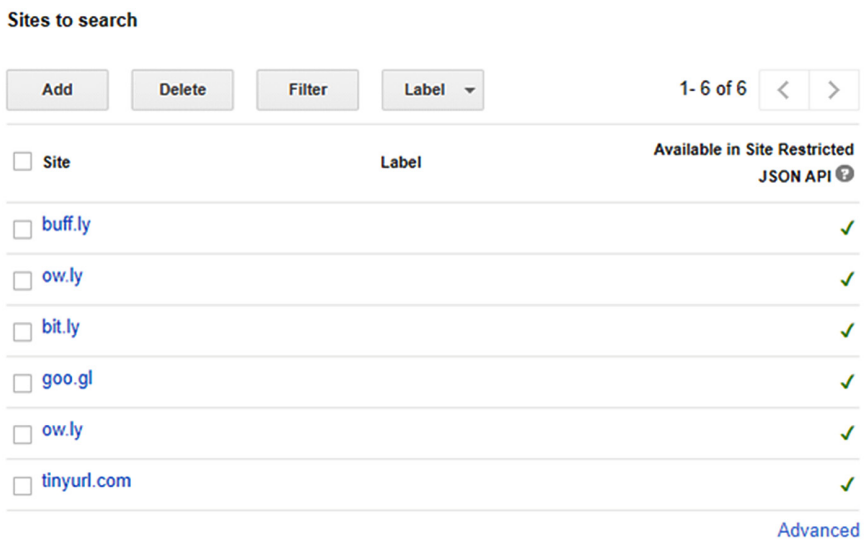 Sites to search
Add Delete Filter Label 1- 6 of 6
Site Label Available in Site Restricted
JSON API ?
buff.ly
ow.ly
bit.ly
goo.gl
ow.ly
tinyurl.com
Advanced